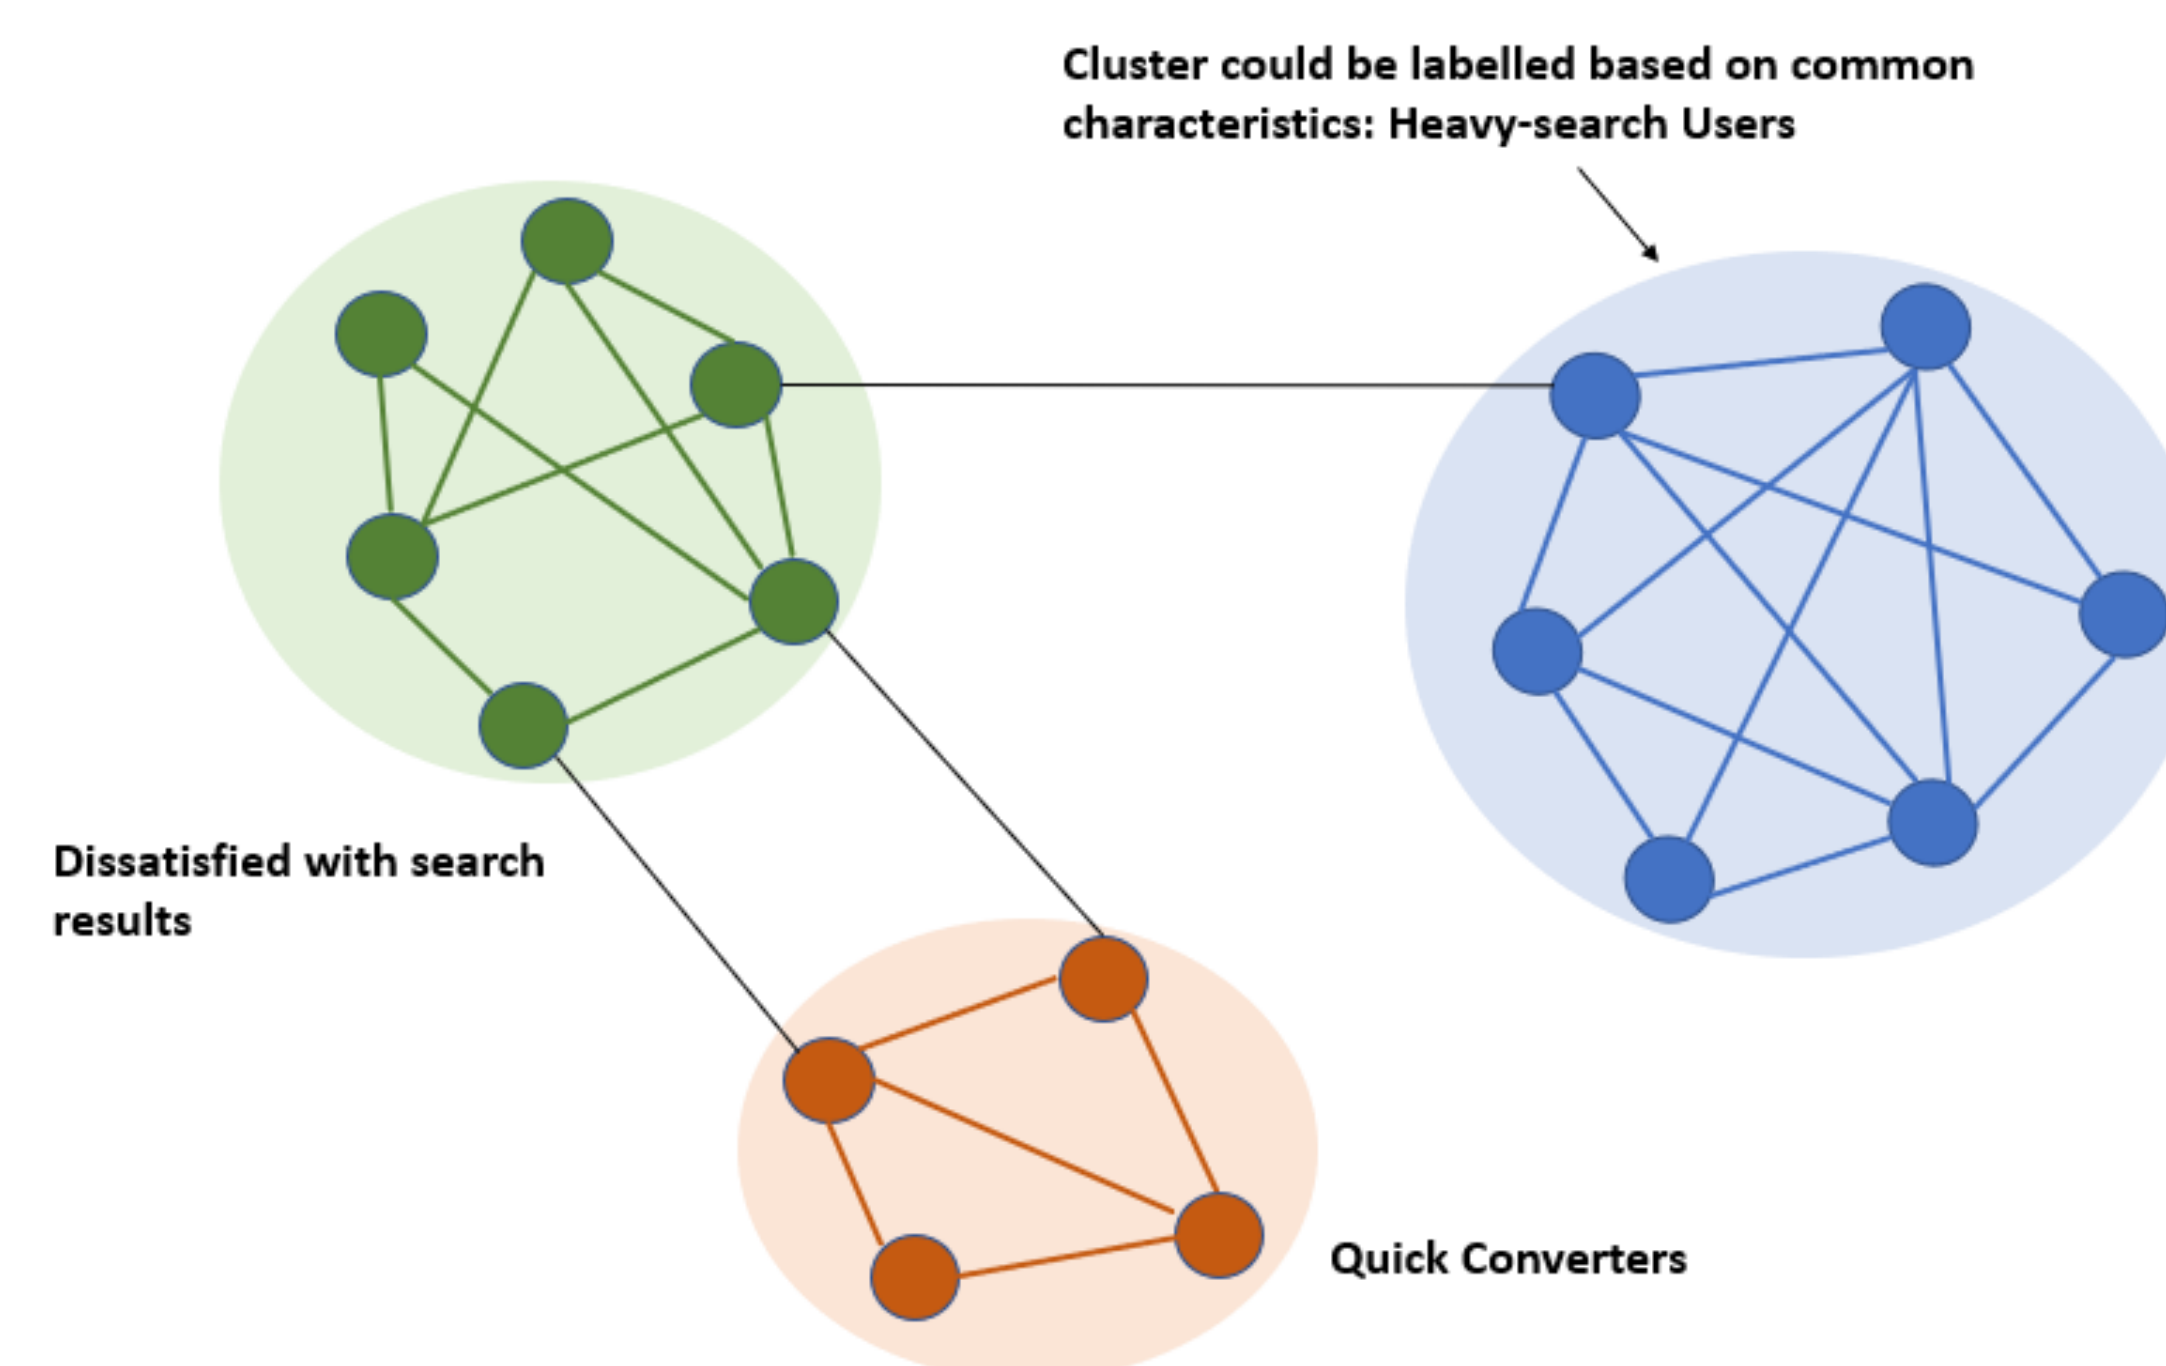 Cluster could be labelled based on common
characteristics: Heavy-search Users
Dissatisfied with search
results
Quick Converters